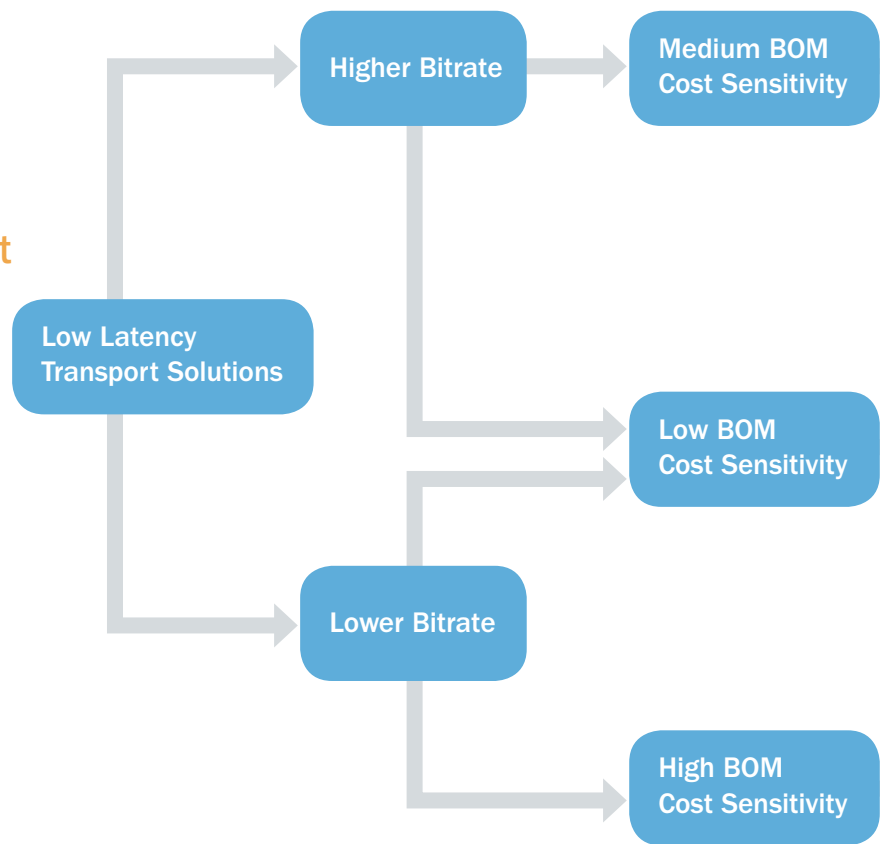 Higher Bitrate
Medium BOM
Cost Sensitivity
t
Low Latency
Transport Solutions
Low BOM
Cost Sensitivity
Lower Bitrate
High BOM
Cost Sensitivity